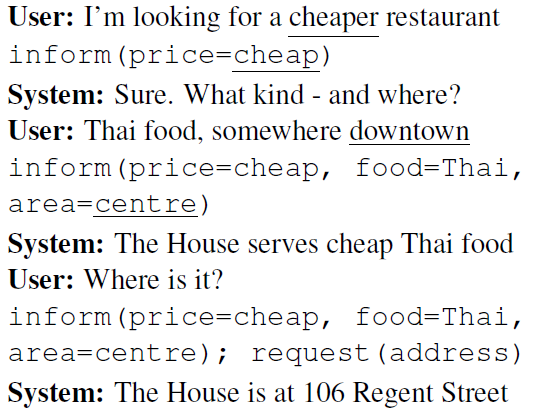 User: I'm looking for a cheaper restaurant
inform(price=cheap)
System: Sure. What kind - and where?
User: Thai food, somewhere downtown
inform(price=cheap, food=Thai,
area=centre)
System: The House serves cheap Thai food
User: Where is it?
inform(price=cheap, food=Thai,
area=centre); request(address)
System: The House is at 106 Regent Street